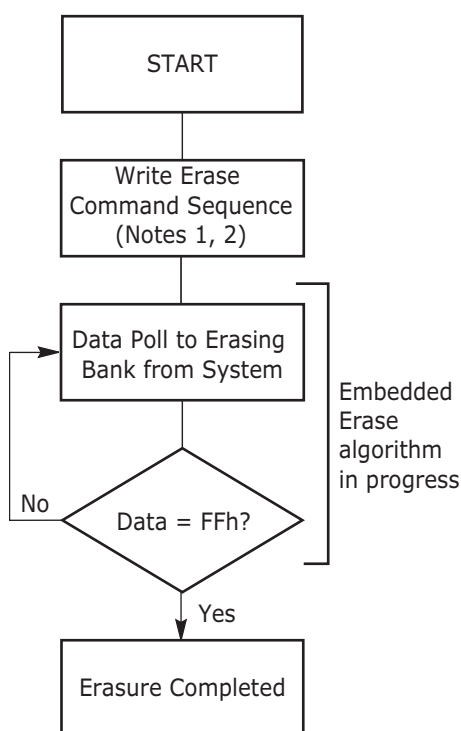 START
Write Erase
Command Sequence
(Notes 1, 2)
Data Poll to Erasing
Bank from System
Embedded
Erase
algorithm
in progress
No
Data = FFh?
Yes
Erasure Completed